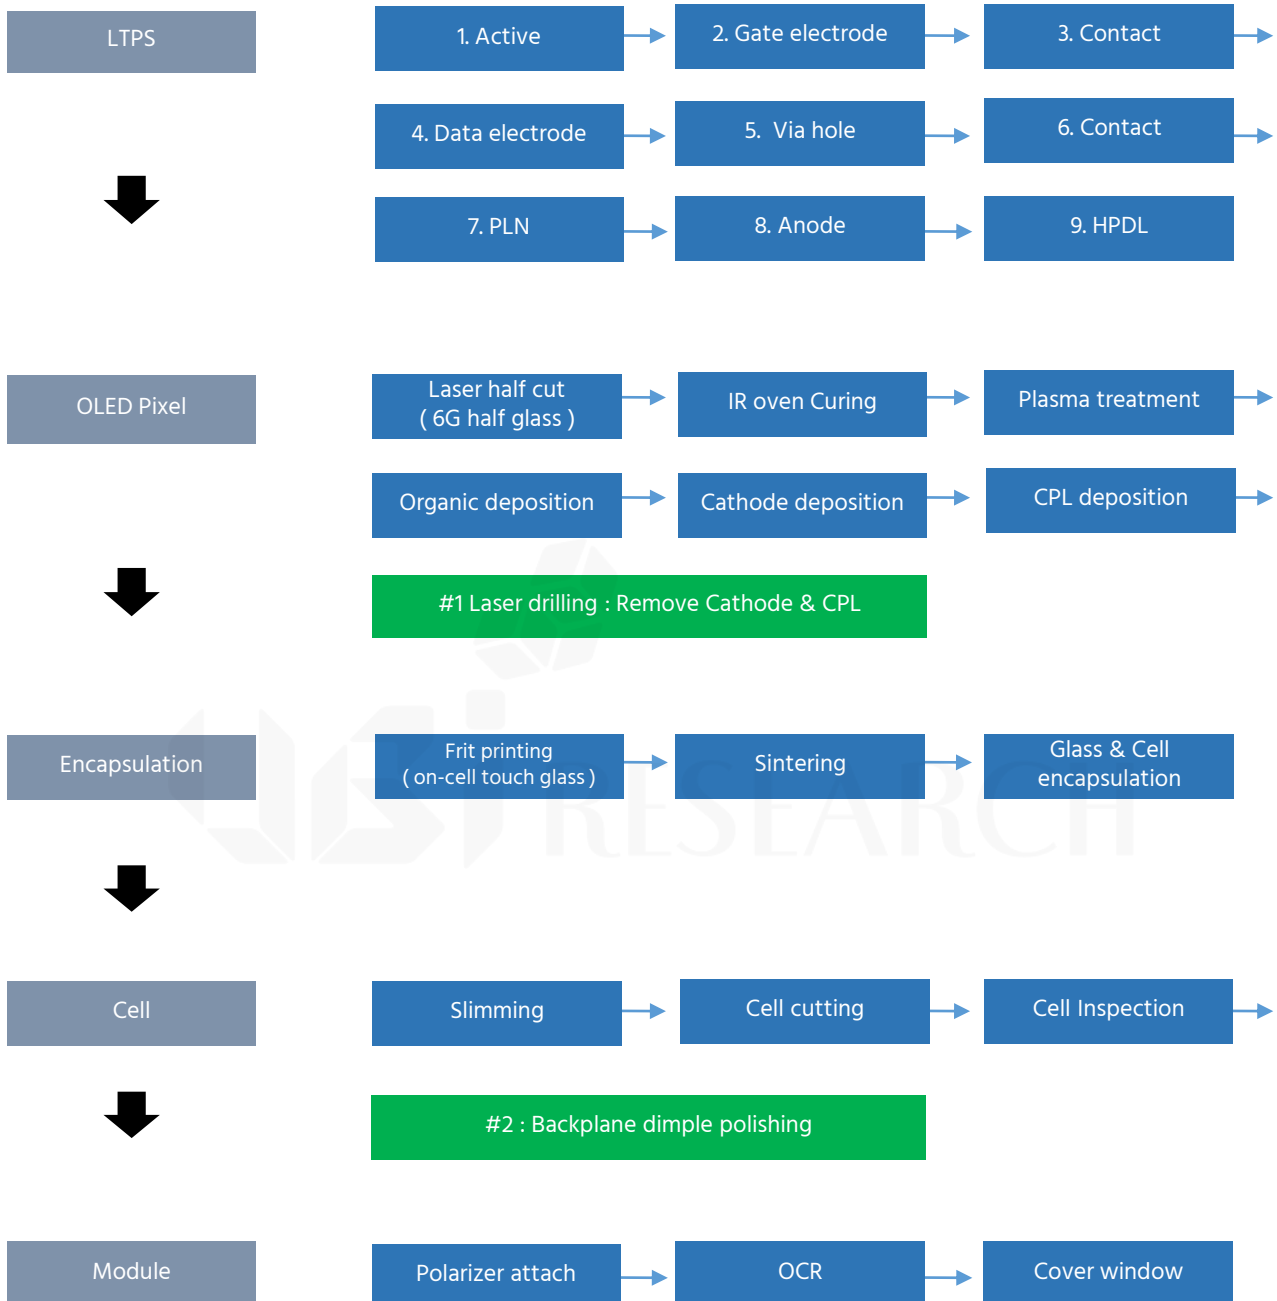 LTPS
1. Active
2. Gate electrode
3. Contact
4. Data electrode
5. Via hole
6. Contact
7. PLN
8. Anode
9. HPDL
OLED Pixel
Laser half cut
( 6G half glass )
IR oven Curing
Plasma treatment
Organic deposition
Cathode deposition
CPL deposition
#1 Laser drilling : Remove Cathode & CPL
Encapsulation
Frit printing
( on-cell touch glass )
Sintering
Glass & Cell
encapsulation
UBi RESEARCH
Cell
Slimming
Cell cutting
Cell Inspection
#2 : Backplane dimple polishing
Module
Polarizer attach
OCR
Cover window